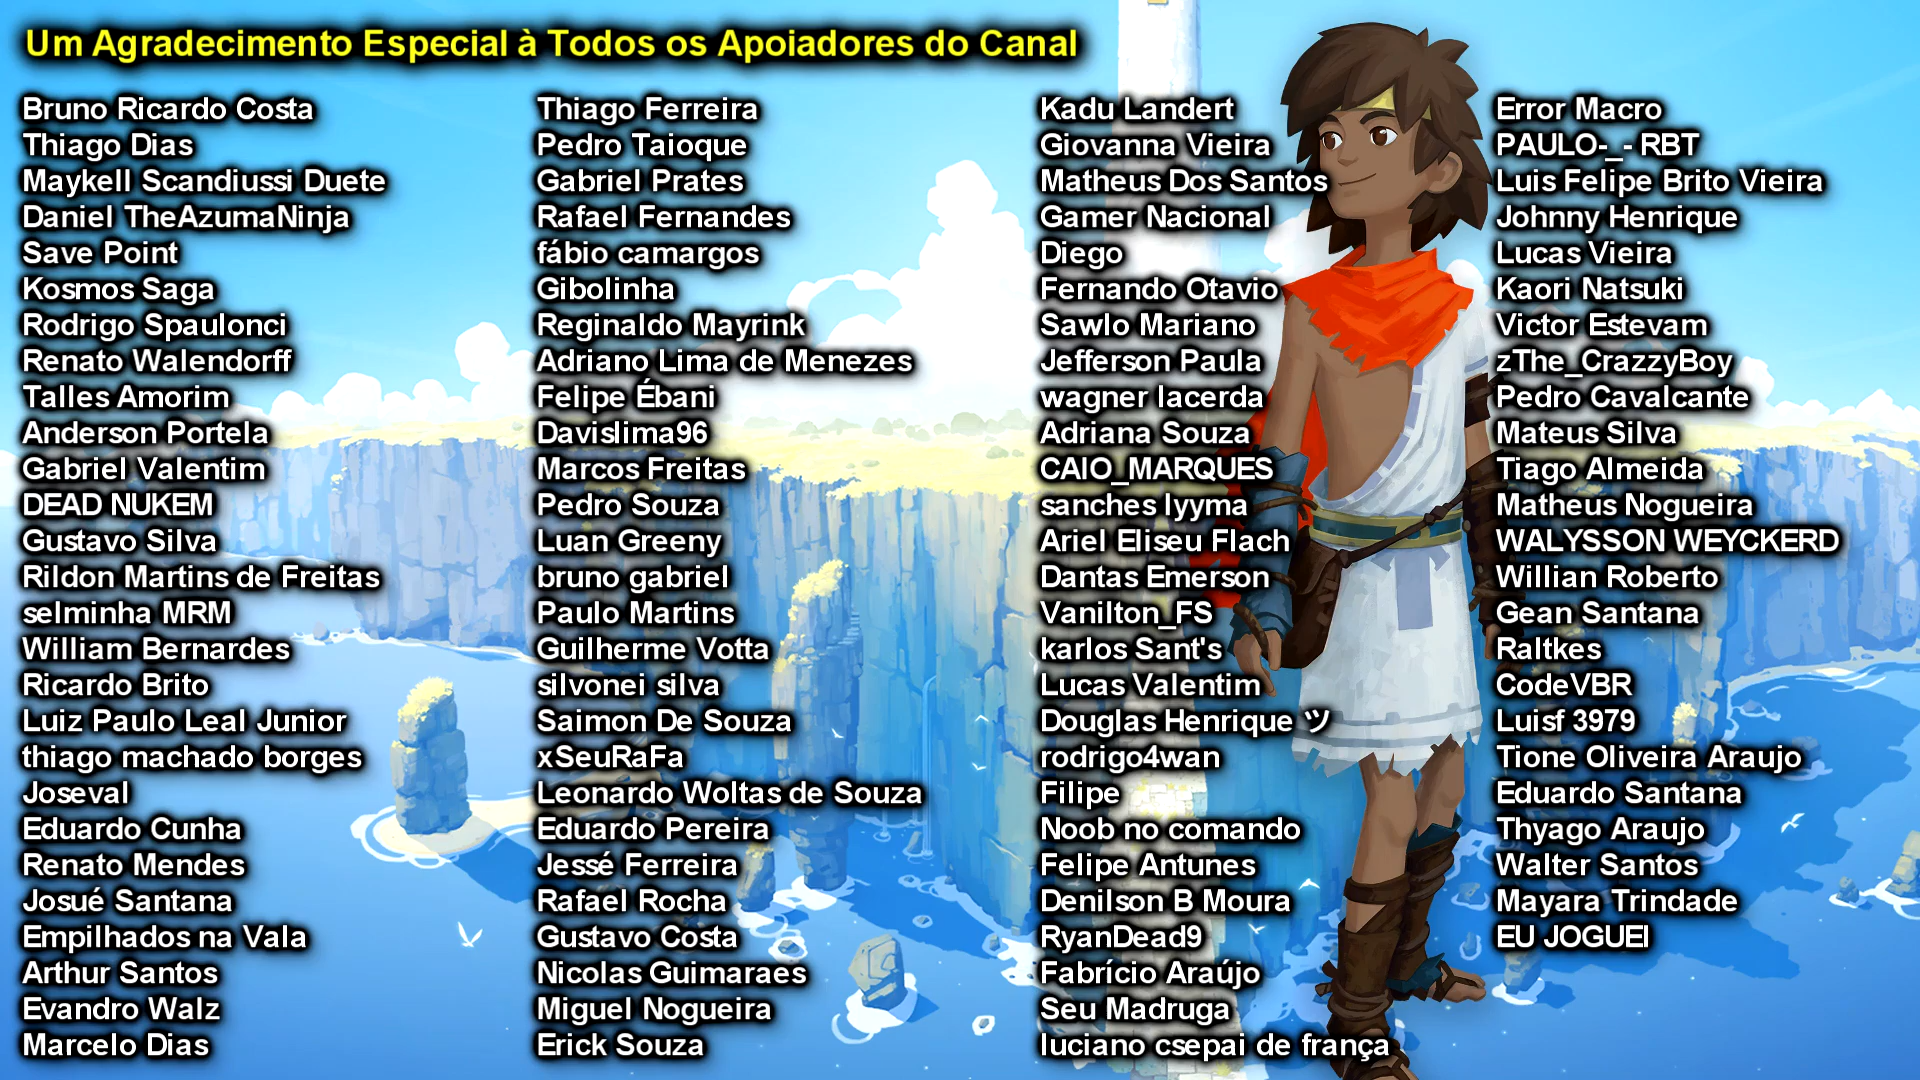 Um Agradecimento Especial à Todos os Apoiadores do Canal
Bruno Ricardo Costa
Thiago Dias
Maykell Scandiussi Duete
Daniel TheAzumaNinja
Save Point
Kosmos Saga
Rodrigo Spaulonci
Renato Walendorff
Talles Amorim
Anderson Portela
Gabriel Valentim
DEAD NUKEM
Gustavo Silva
Rildon Martins de Freitas
selminha MRM
William Bernardes
Ricardo Brito
Luiz Paulo Leal Junior
thiago machado borges
Joseval
Eduardo Cunha
Renato Mendes
Josué Santana
Empilhados na Vala
Arthur Santos
Evandro Walz
Marcelo Dias
Thiago Ferreira
Pedro Taioque
Gabriel Prates
Rafael Fernandes
fábio camargos
Gibolinha
Reginaldo Mayrink
Adriano Lima de Menezes
Felipe Ébani
Davislima96
Marcos Freitas
Pedro Souza
Luan Greeny
bruno gabriel
Paulo Martins
Guilherme Votta
silvonei silva
Saimon De Souza
xSeuRaFa
Leonardo Woltas de Souza
Eduardo Pereira
Jessé Ferreira
Rafael Rocha
Gustavo Costa
Nicolas Guimaraes
Miguel Nogueira
Erick Souza
Kadu Landert
Giovanna Vieira
Matheus Dos Santos
Gamer Nacional
Diego
Fernando Otavio
Sawlo Mariano
Jefferson Paula
wagner lacerda
Adriana Souza
CAIO_MARQUES
sanches lyyma
Ariel Eliseu Flach
Dantas Emerson
Vanilton_FS
karlos Sant's
Lucas Valentim
Douglas Henrique ツ
rodrigo4wan
Filipe
Noob no comando
Felipe Antunes
Denilson B Moura
RyanDead9
Fabrício Araújo
Seu Madruga
luciano csepai de frança
Error Macro
PAULO-_- RBT
Luis Felipe Brito Vieira
Johnny Henrique
Lucas Vieira
Kaori Natsuki
Victor Estevam
zThe_CrazzyBoy
Pedro Cavalcante
Mateus Silva
Tiago Almeida
Matheus Nogueira
WALYSSON WEYCKERD
Willian Roberto
Gean Santana
Raltkes
CodeVBR
Luisf 3979
Tione Oliveira Araujo
Eduardo Santana
Thyago Araujo
Walter Santos
Mayara Trindade
EU JOGUEI